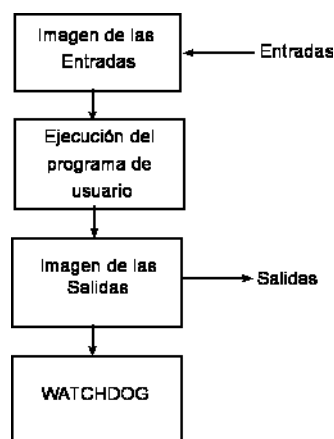 Imagen de las
Entradas
Entradas
Ejecución del
programa de
usuario
Imagen de las
Salidas
Salidas
WATCHDOG